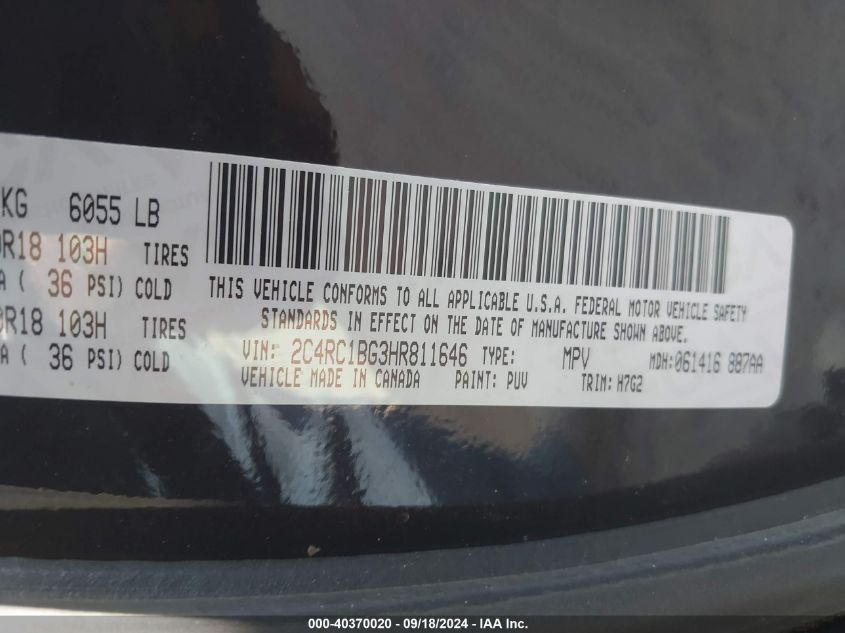 KG 6055 LB
R18 103H TIRES
A ( 36 PSI) COLD
R18 103H TIRES
A ( 36 PSI) COLD
THIS VEHICLE CONFORMS TO ALL APPLICABLE U.S.A. FEDERAL MOTOR VEHICLE SAFETY
STANDARDS IN EFFECT ON THE DATE OF MANUFACTURE SHOWN ABOVE.
VIN: 2C4RC1BG3HR811646 TYPE: MPV MDH:061416 887AA
VEHICLE MADE IN CANADA PAINT: PUV TRIM: H7G2
000-40370020 - 09/18/2024 - IAA Inc.